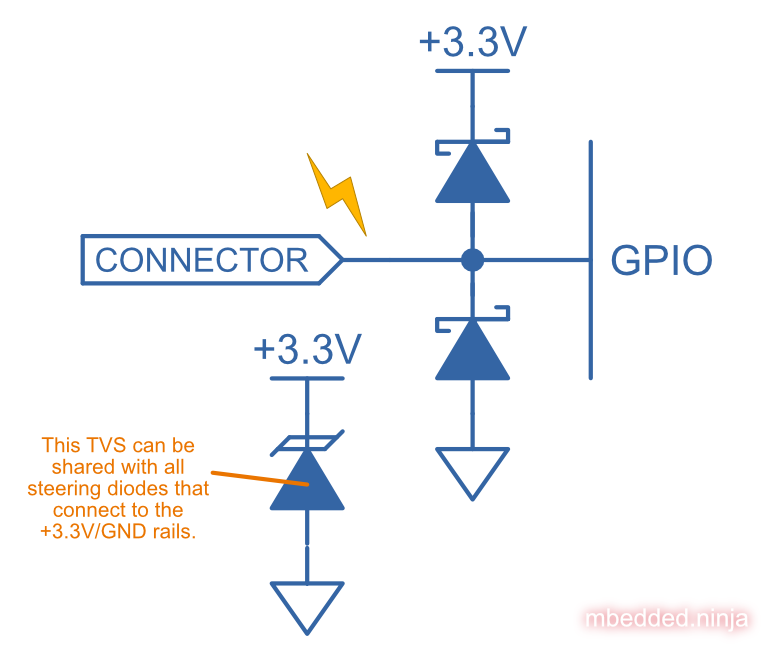 +3.3V
CONNECTOR
GPIO
+3.3V
This TVS can be
shared with all
steering diodes that
connect to the
+3.3V/GND rails.
mbedded.ninja